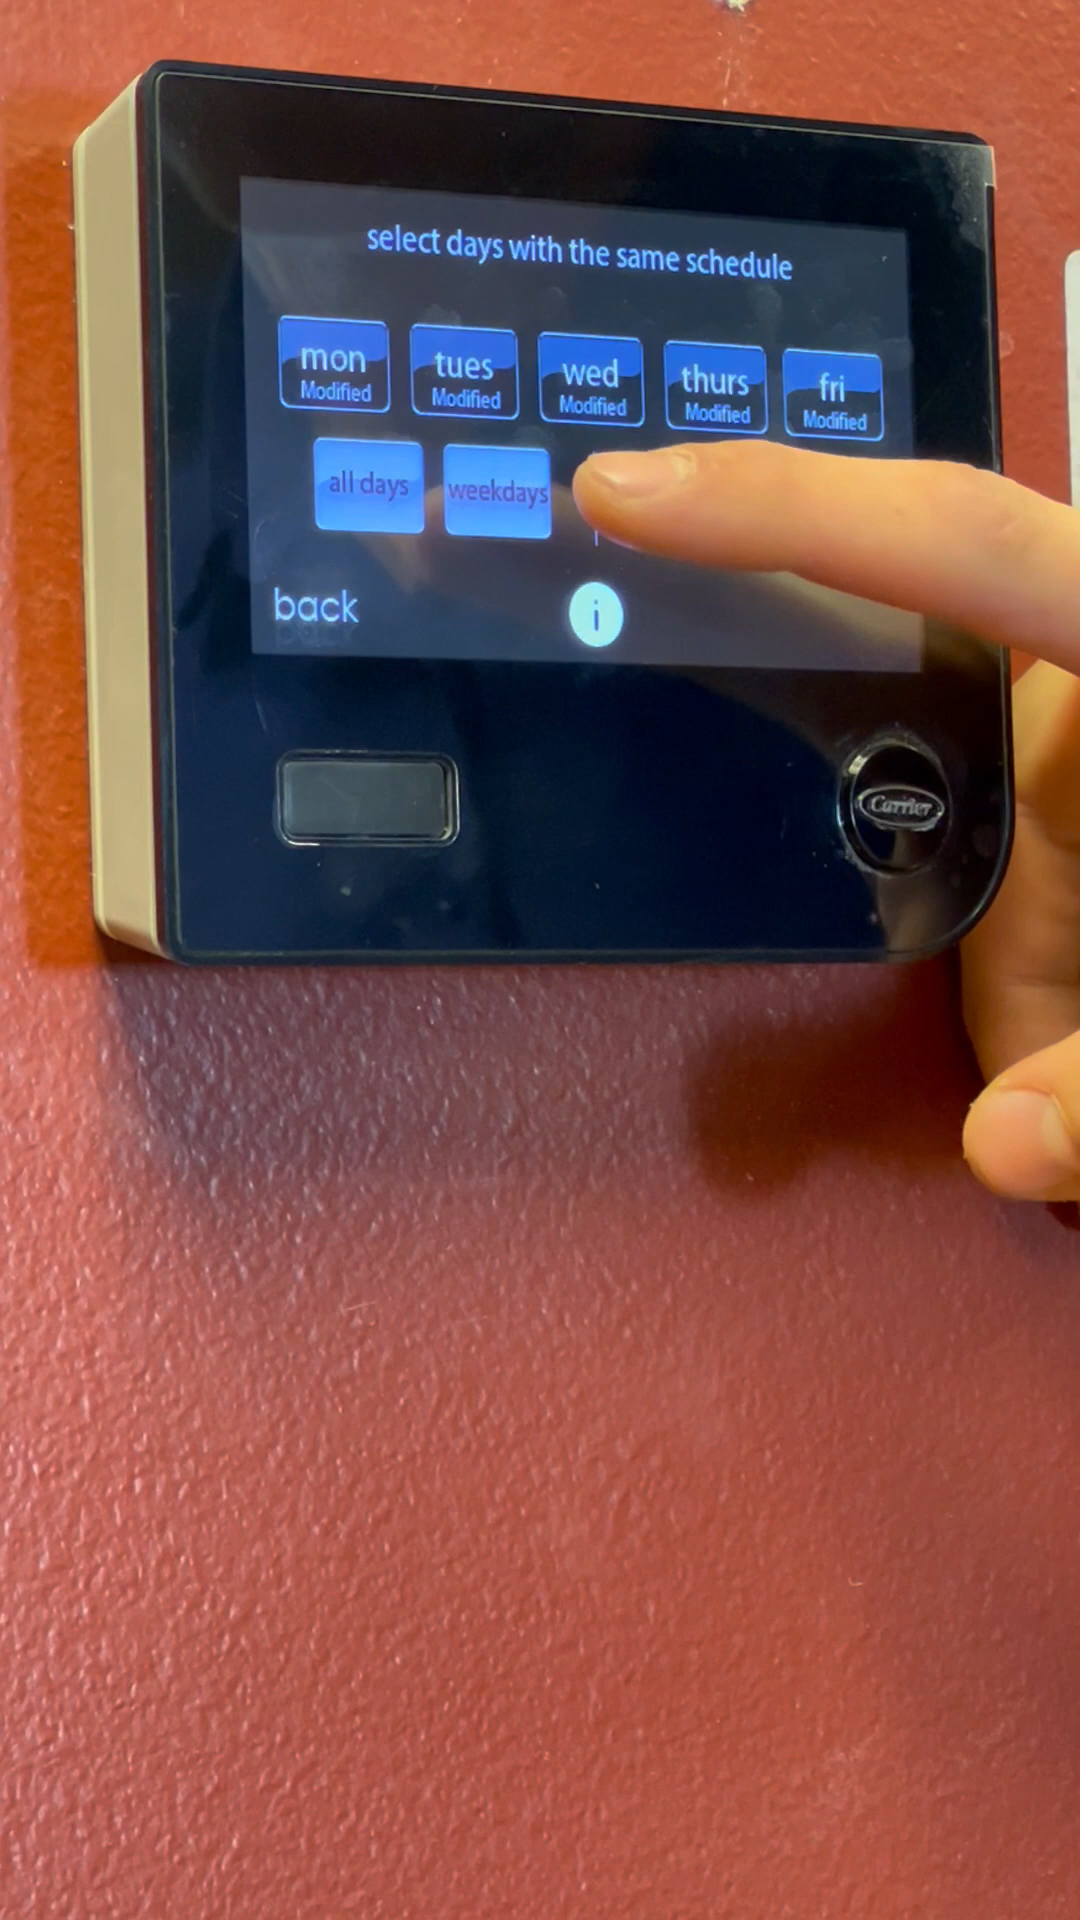 select days with the same schedule
mon tues wed thurs fri
Modified Modified Modified Modified Modified
all days weekdays
back i
Carrier